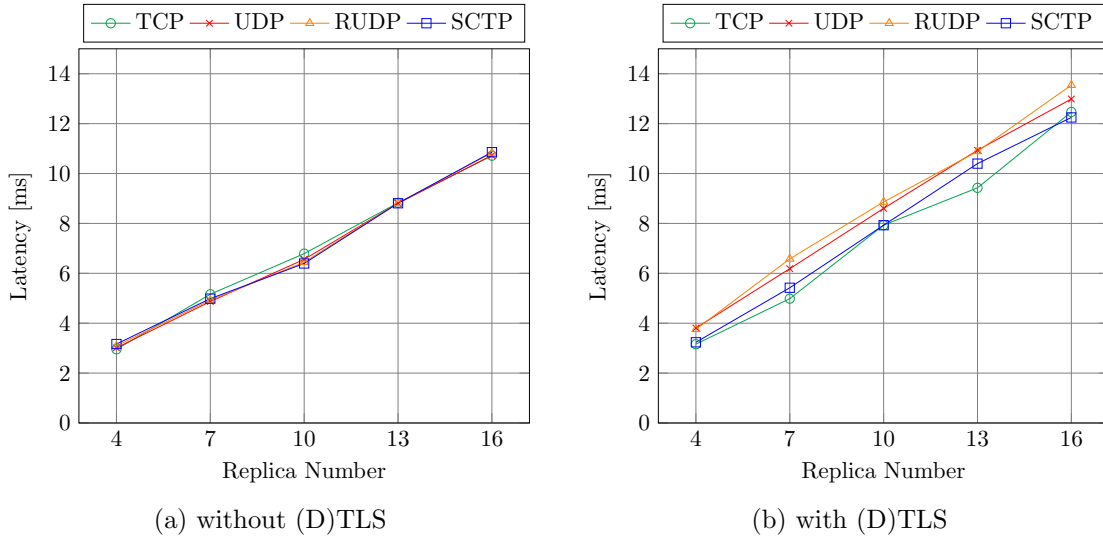 TCP UDP RUDP SCTP
14
12
10
8
6
4
2
0
4 7 10 13 16
Latency [ms]
Replica Number
(a) without (D)TLS
TCP UDP RUDP SCTP
14
12
10
8
6
4
2
0
4 7 10 13 16
Latency [ms]
Replica Number
(b) with (D)TLS